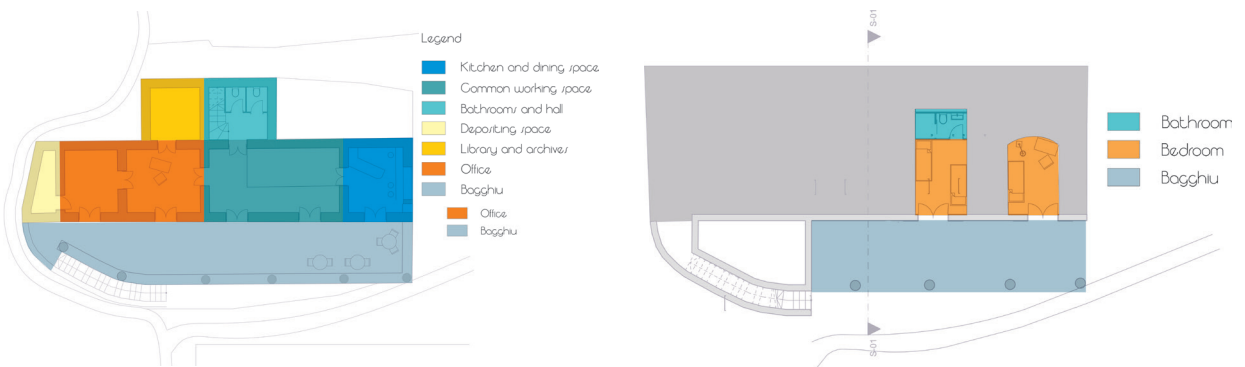 Legend
Kitchen and dining space
Common working space
Bathrooms and hall
Depositing space
Library and archives
Office
Bagghiu
Office
Bagghiu
S-01
Bathroom
Bedroom
Bagghiu
S-01